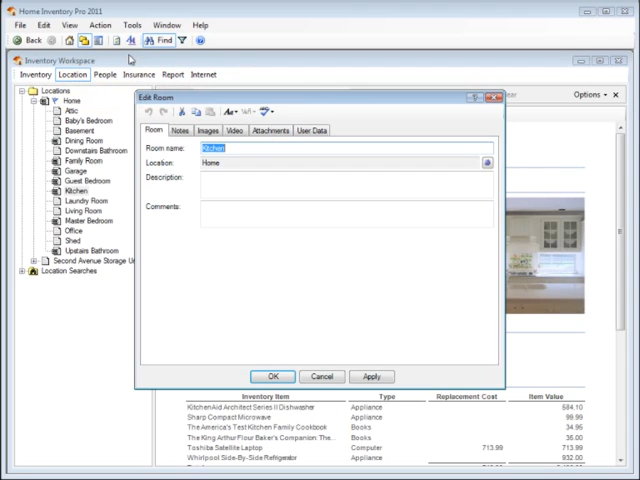 Home Inventory Pro 2011
File Edit View Action Tools Window Help
Back Find
Inventory Workspace
Inventory Location People Insurance Report Internet
Options
Locations
Home
Attic
Baby's Bedroom
Basement
Dining Room
Downstairs Bathroom
Family Room
Garage
Guest Bedroom
Kitchen
Laundry Room
Living Room
Master Bedroom
Office
Shed
Upstairs Bathroom
Second Avenue Storage Un
Location Searches
Edit Room
Room Notes Images Video Attachments User Data
Room name: Kitchen
Location: Home
Description:
Comments:
OK Cancel Apply
Inventory Item Type Replacement Cost Item Value
KitchenAid Architect Series II Dishwasher Appliance 584.10
Sharp Compact Microwave Appliance 99.99
The America's Test Kitchen Family Cookbook Books 34.95
The King Arthur Flour Baker's Companion: The... Books 35.00
Toshiba Satellite Laptop Computer 713.99 713.99
Whirlpool Side-By-Side Refrigerator Appliance 932.00